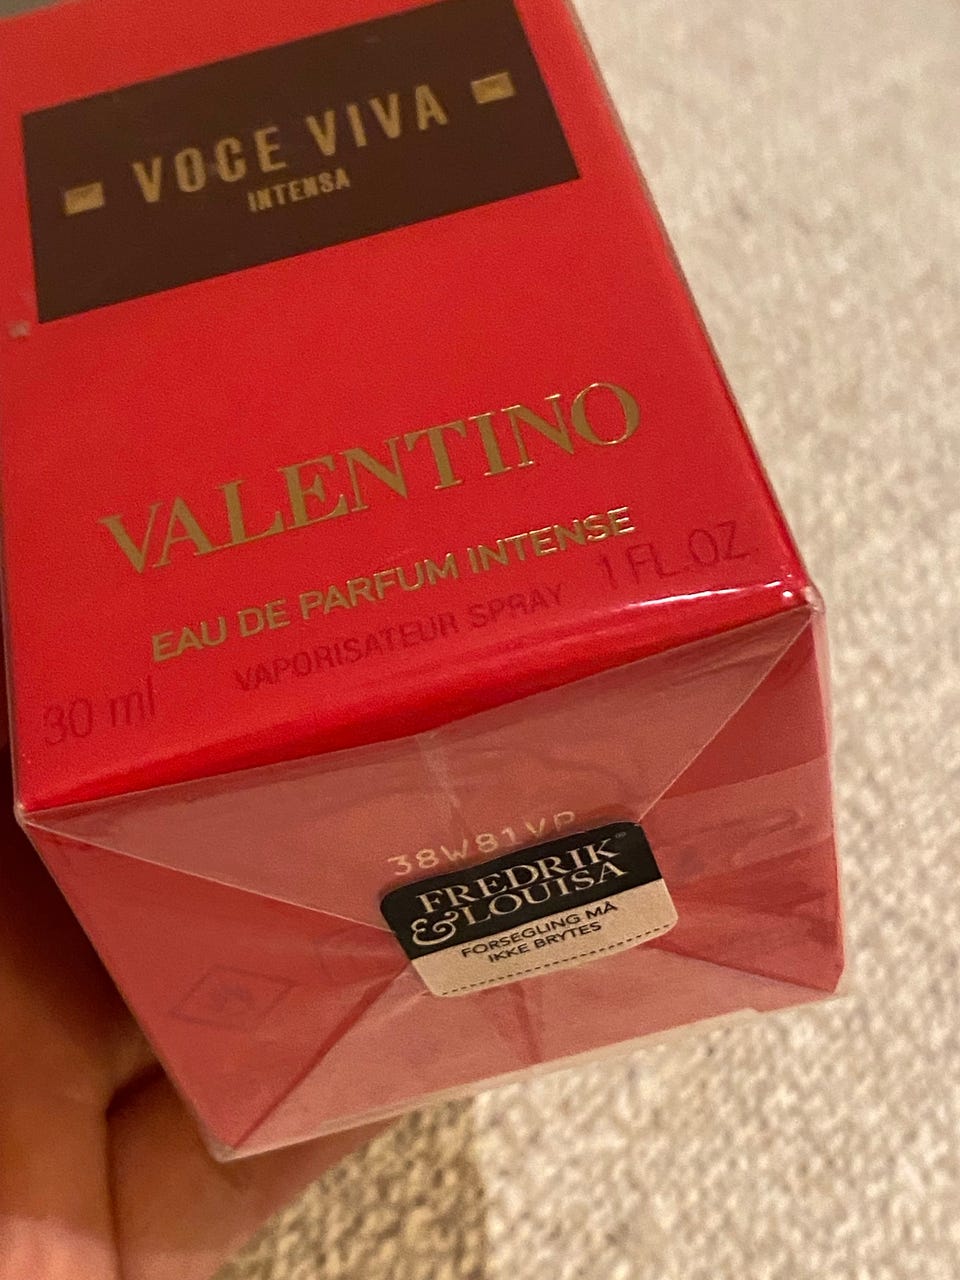 VOCE VIVA
INTENSA
VALENTINO
EAU DE PARFUM INTENSE
30 ml VAPORISATEUR SPRAY 1 FL.OZ.
38W81VP
FREDRIK
&LOUISA
FORSEGLING MÅ
IKKE BRYTES